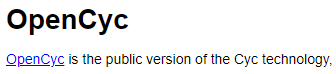 OpenCyc
OpenCyc is the public version of the Cyc technology,